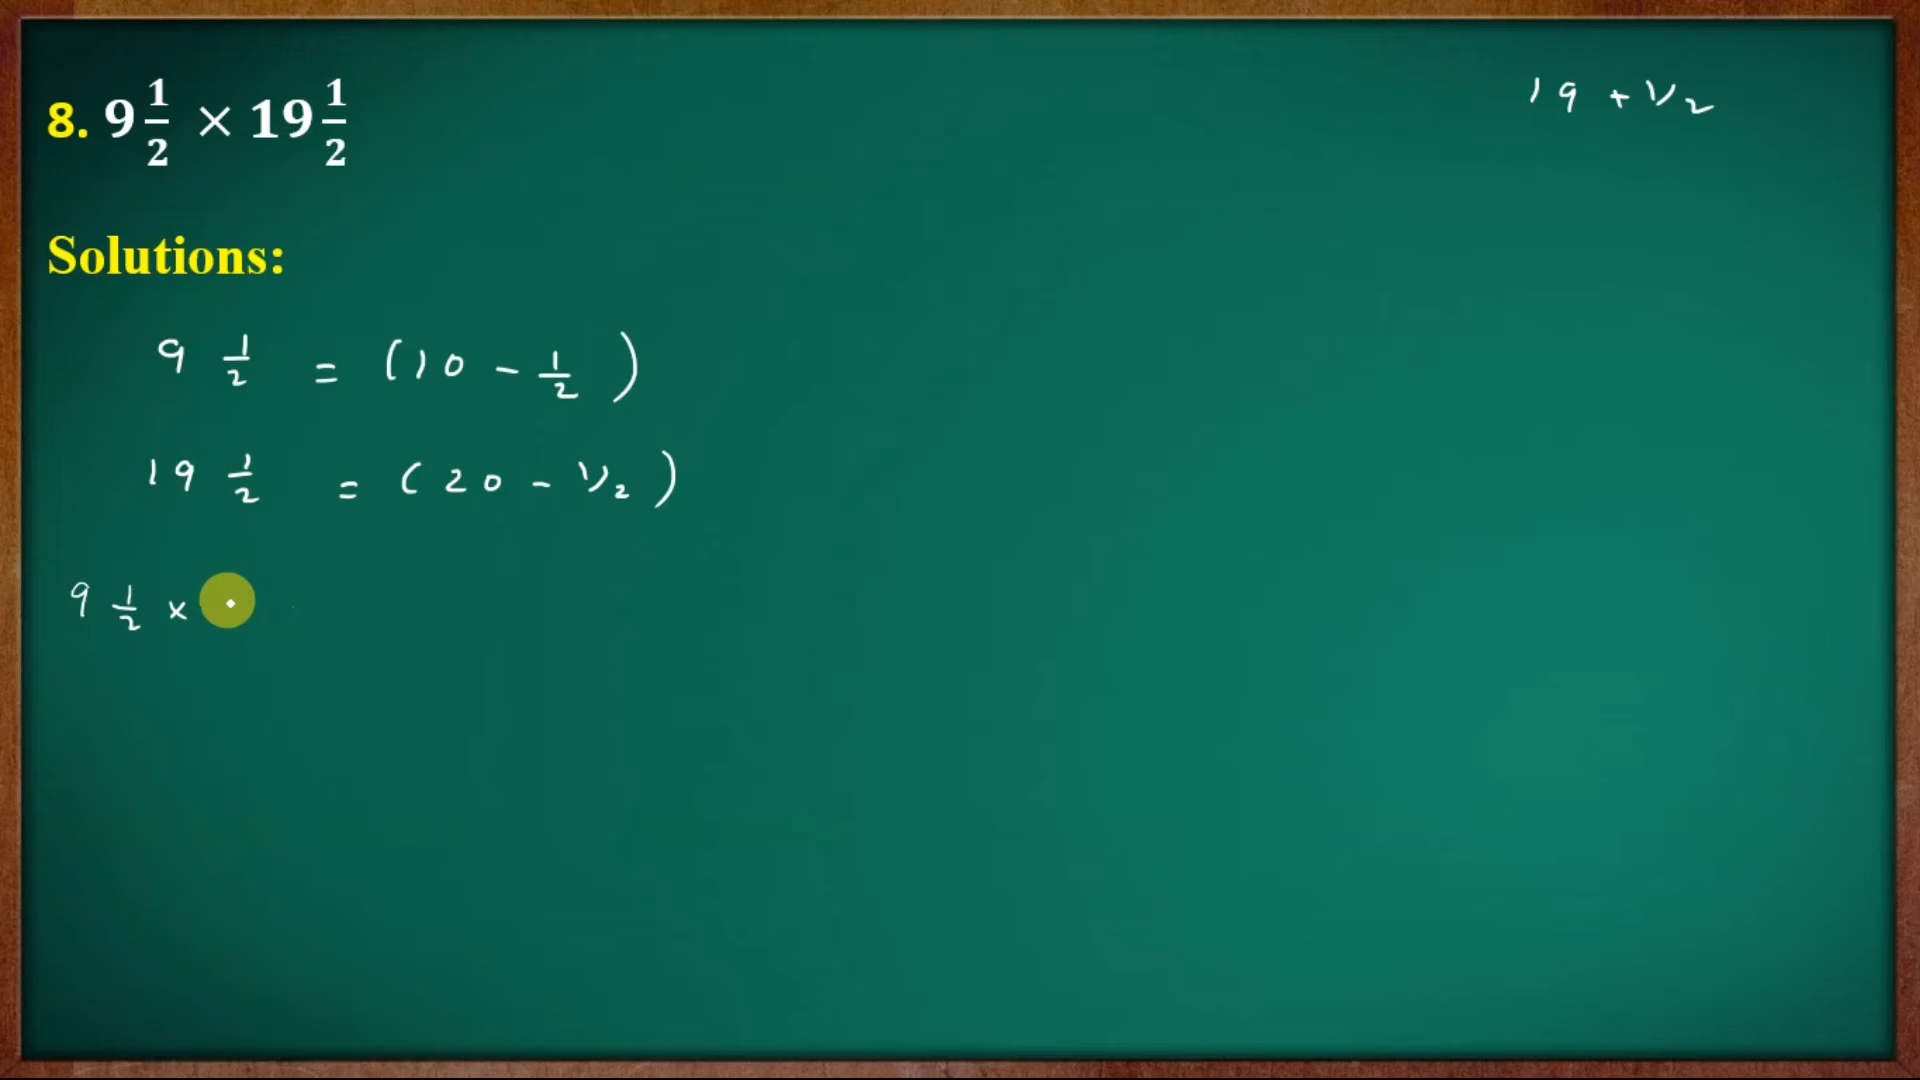 8. 9 1/2 × 19 1/2
19 + 1/2
Solutions:
9 1/2 = (10 - 1/2)
19 1/2 = (20 - 1/2)
9 1/2 ×